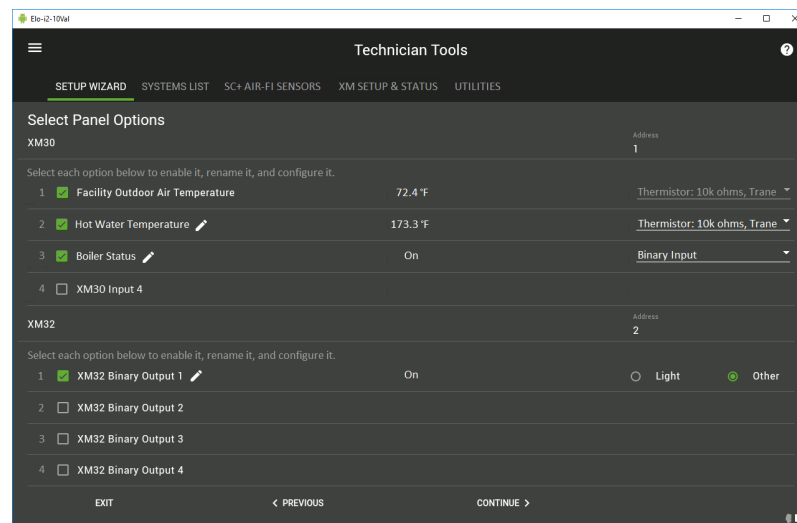 Elo-i2-10Val
Technician Tools
SETUP WIZARD SYSTEMS LIST SC+ AIR-FI SENSORS XM SETUP & STATUS UTILITIES
Select Panel Options
XM30
Address
1
Select each option below to enable it, rename it, and configure it.
1 Facility Outdoor Air Temperature 72.4 °F Thermistor: 10k ohms, Trane
2 Hot Water Temperature 173.3 °F Thermistor: 10k ohms, Trane
3 Boiler Status On Binary Input
4 XM30 Input 4
XM32
Address
2
Select each option below to enable it, rename it, and configure it.
1 XM32 Binary Output 1 On Light Other
2 XM32 Binary Output 2
3 XM32 Binary Output 3
4 XM32 Binary Output 4
EXIT < PREVIOUS CONTINUE >